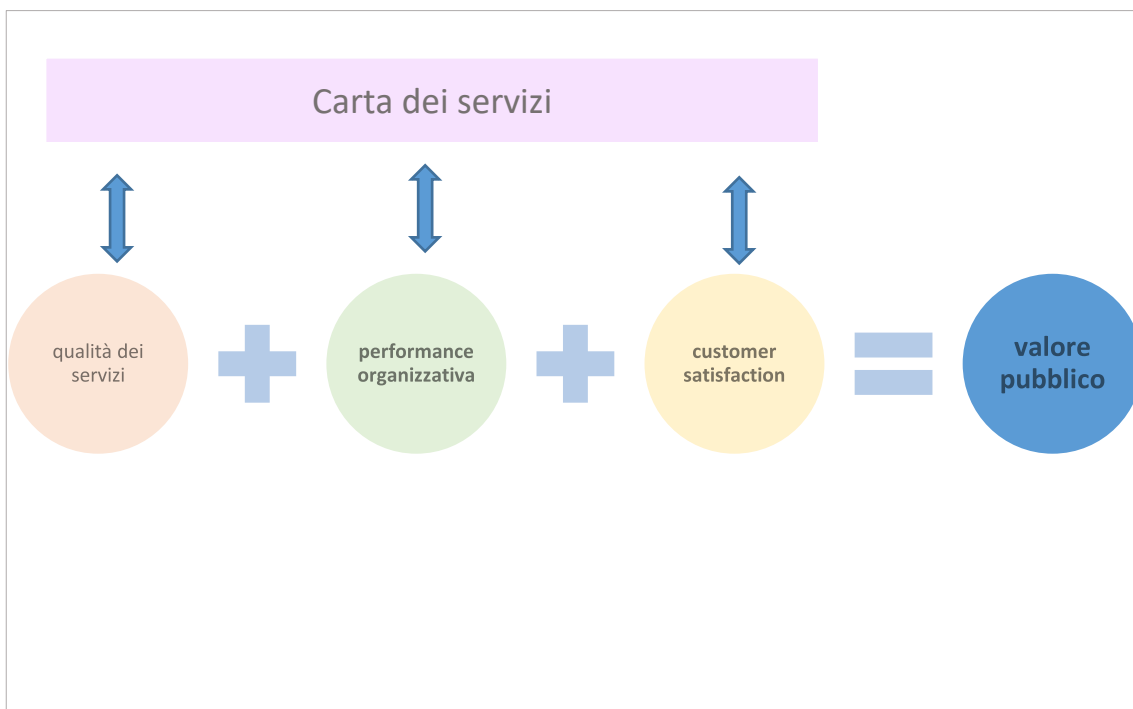 Carta dei servizi
qualità dei
servizi
performance
organizzativa
customer
satisfaction
valore
pubblico